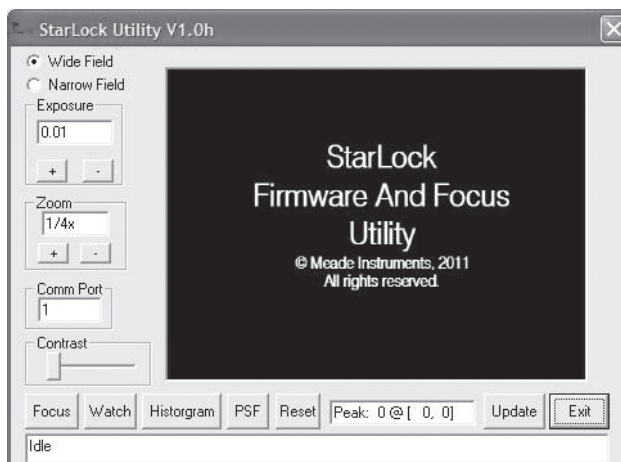 StarLock Utility V1.0h
Wide Field
Narrow Field
Exposure
0.01
+ -
Zoom
1/4x
+ -
Comm Port
1
Contrast
StarLock
Firmware And Focus
Utility
© Meade Instruments, 2011
All rights reserved.
Focus Watch Historgram PSF Reset Peak: 0 @ [ 0, 0] Update Exit
Idle